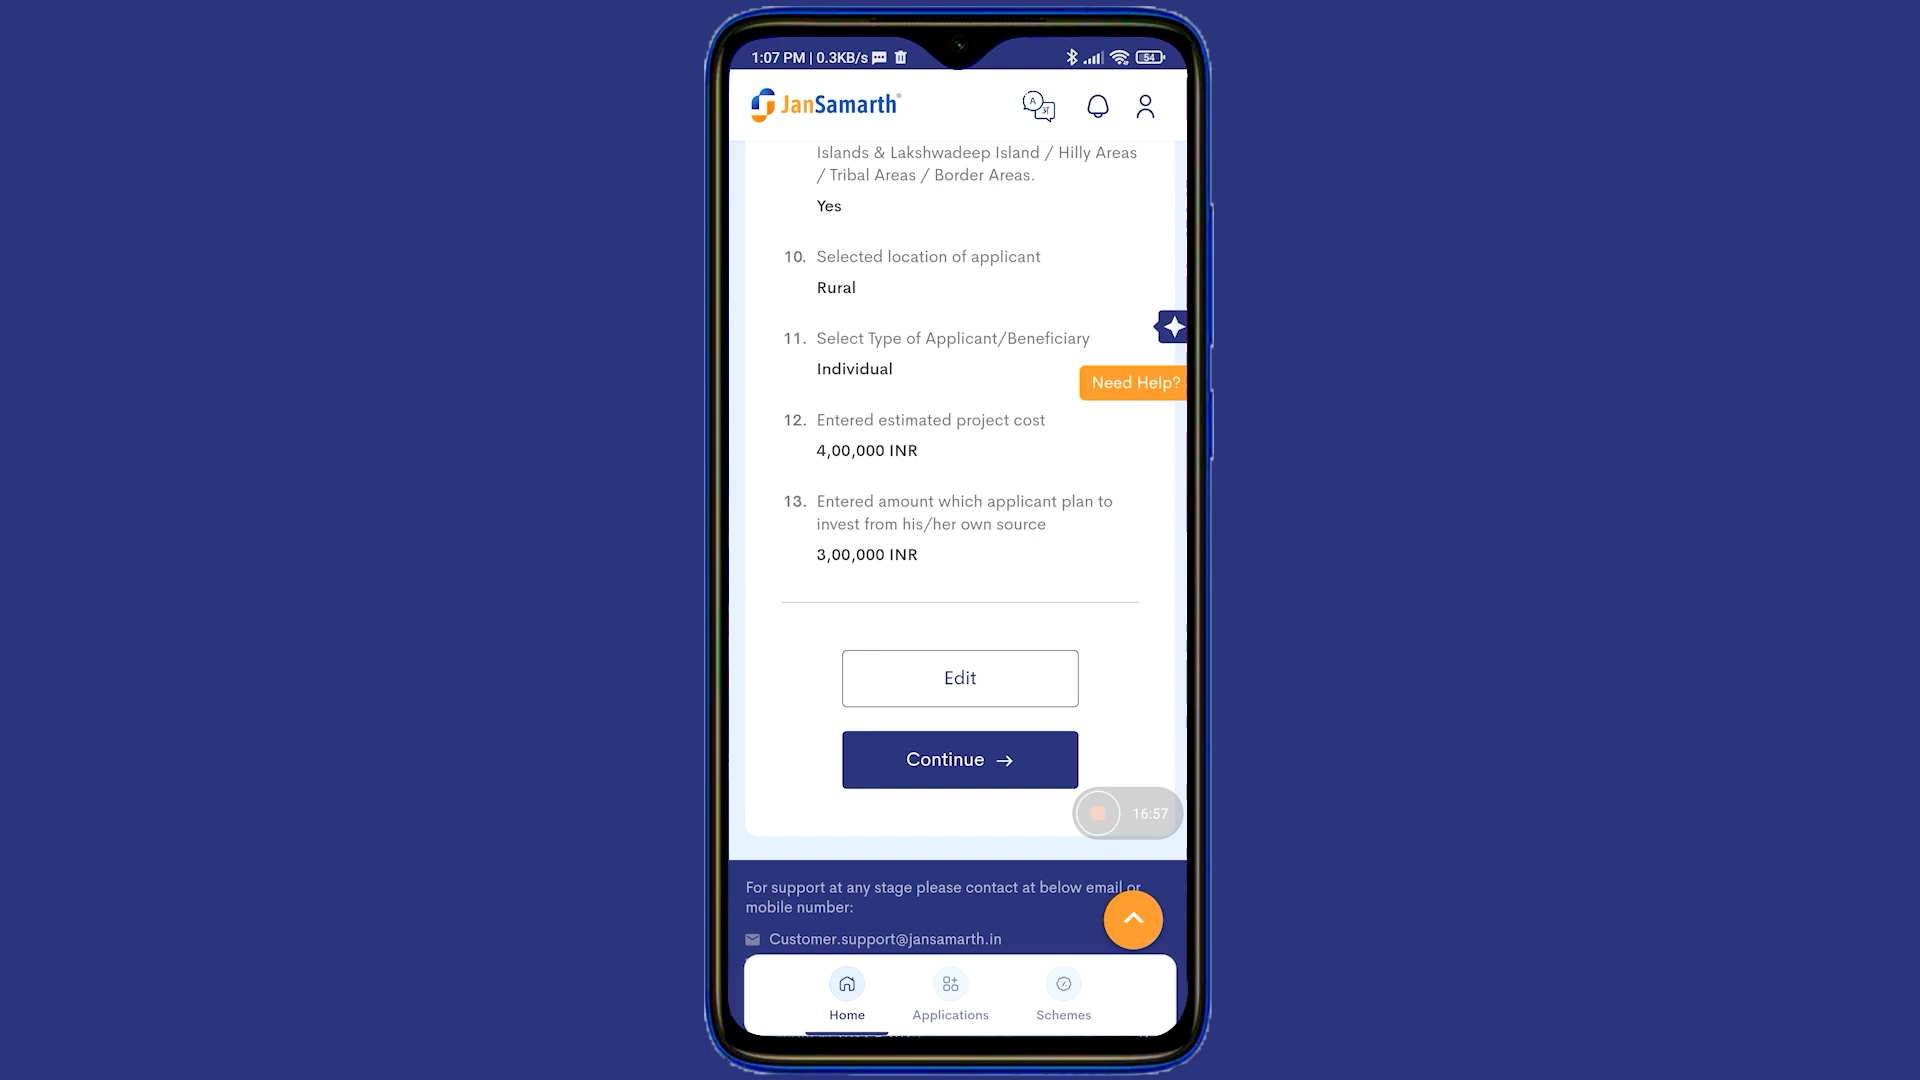 1:07 PM | 0.3KB/s
54
JanSamarth
Islands & Lakshwadeep Island / Hilly Areas
/ Tribal Areas / Border Areas.
Yes
10. Selected location of applicant
Rural
11. Select Type of Applicant/Beneficiary
Individual
Need Help?
12. Entered estimated project cost
4,00,000 INR
13. Entered amount which applicant plan to
invest from his/her own source
3,00,000 INR
Edit
Continue →
16:57
For support at any stage please contact at below email or
mobile number:
Customer.support@jansamarth.in
Home
Applications
Schemes